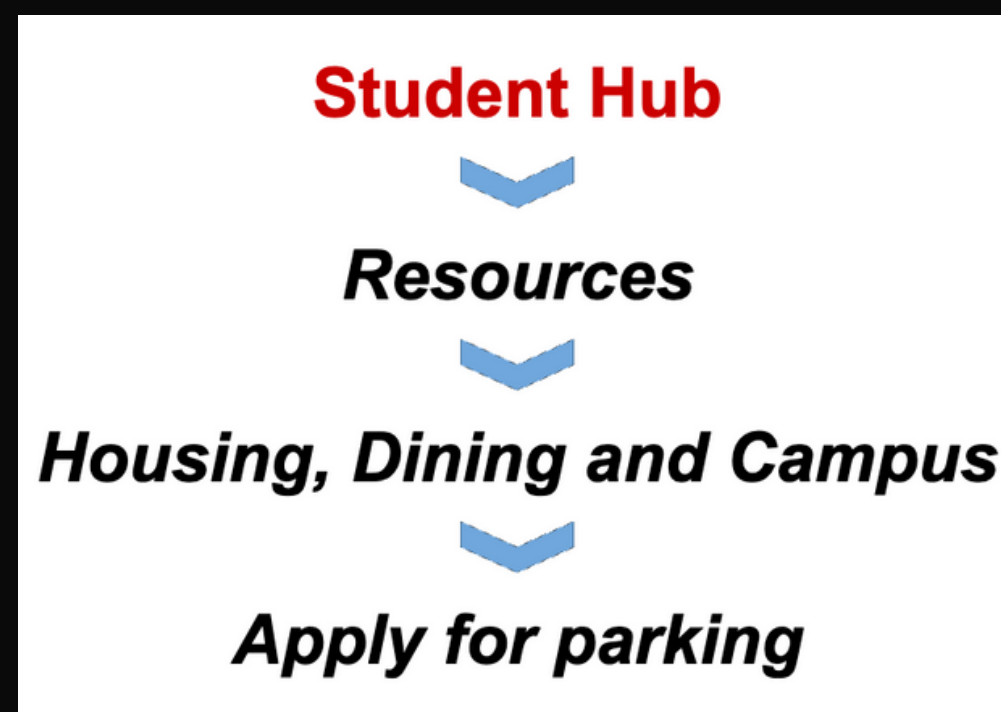 Student Hub
Resources
Housing, Dining and Campus
Apply for parking